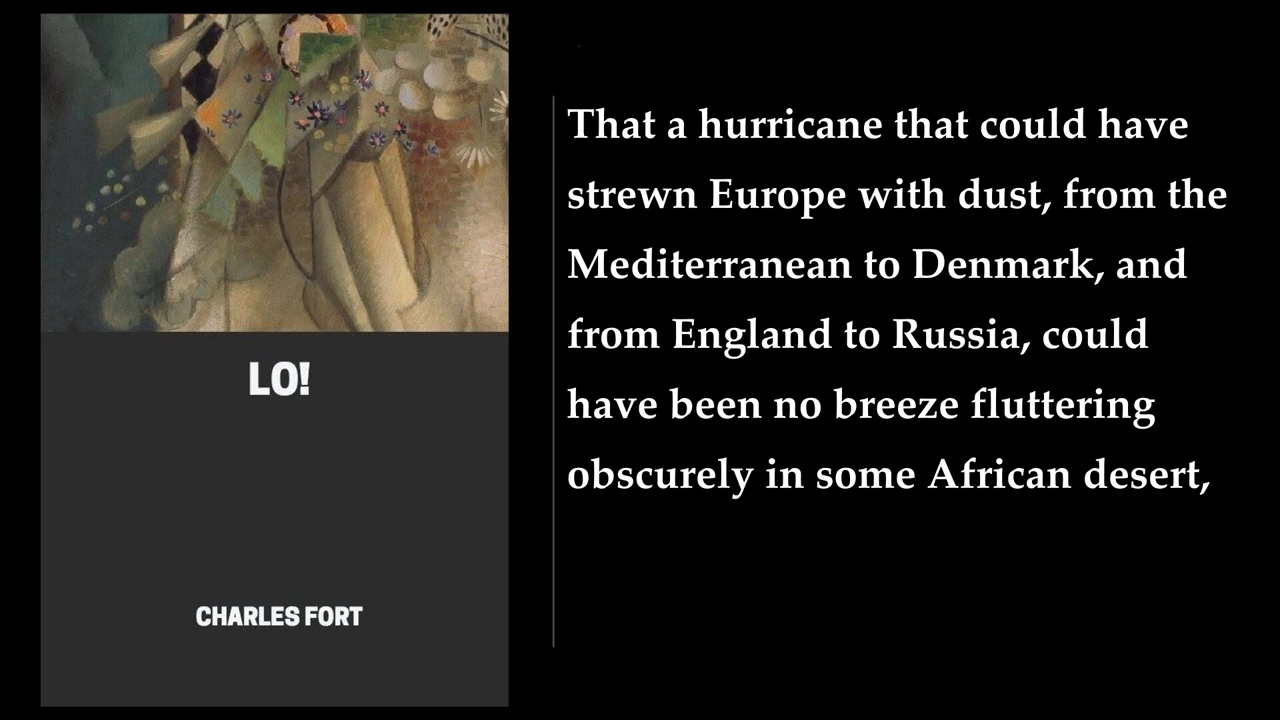 LO!
CHARLES FORT
That a hurricane that could have
strewn Europe with dust, from the
Mediterranean to Denmark, and
from England to Russia, could
have been no breeze fluttering
obscurely in some African desert,